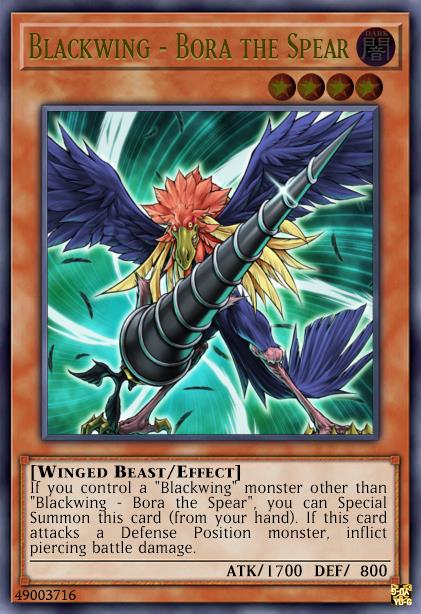 Blackwing - Bora the Spear
DARK
闇
[Winged Beast/Effect]
If you control a "Blackwing" monster other than
"Blackwing - Bora the Spear", you can Special
Summon this card (from your hand). If this card
attacks a Defense Position monster, inflict
piercing battle damage.
ATK/1700 DEF/ 800
49003716